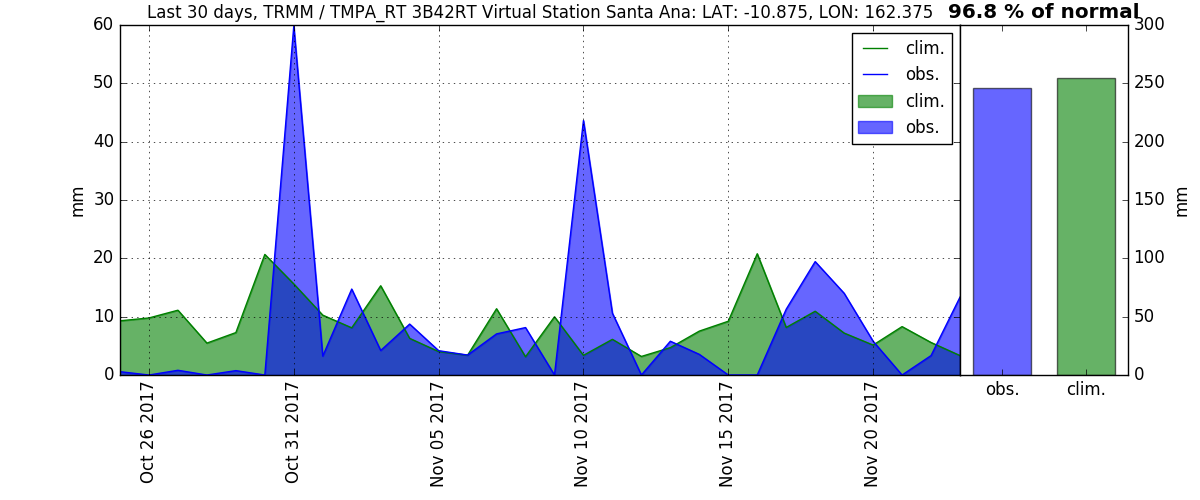 Last 30 days, TRMM / TMPA_RT 3B42RT Virtual Station Santa Ana: LAT: -10.875, LON: 162.375
96.8 % of normal
60
50
40
30
20
10
0
mm
clim.
obs.
clim.
obs.
Oct 26 2017
Oct 31 2017
Nov 05 2017
Nov 10 2017
Nov 15 2017
Nov 20 2017
300
250
200
150
100
50
0
mm
obs.
clim.